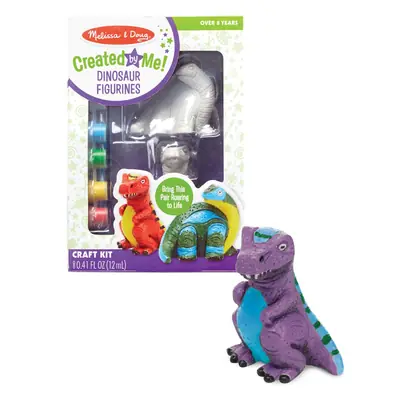 OVER 8 YEARS
Melissa & Doug
Created by Me!
DINOSAUR
FIGURINES
Bring This
Pair Roaring
to Life
CRAFT KIT
0.41 FL OZ (12mL)